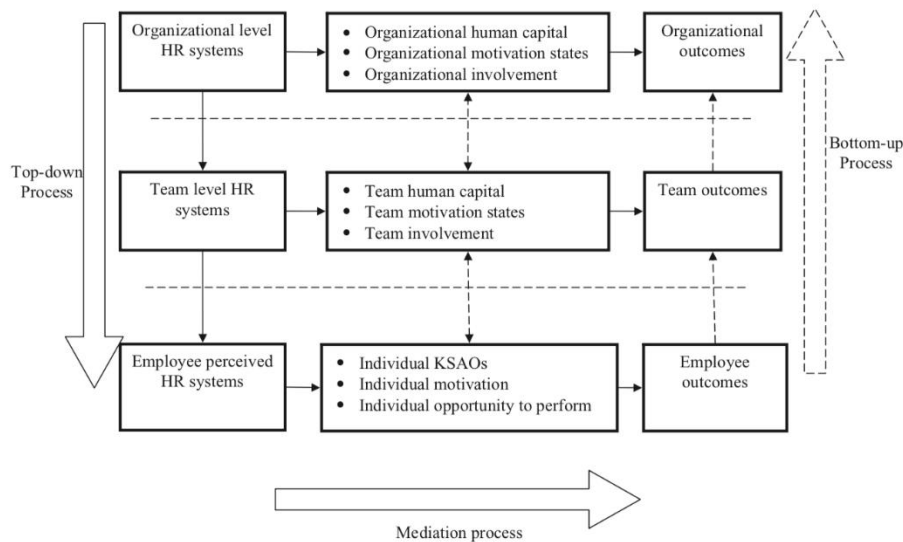 Organizational level
HR systems
• Organizational human capital
• Organizational motivation states
• Organizational involvement
Organizational
outcomes
Top-down
Process
Bottom-up
Process
Team level HR
systems
• Team human capital
• Team motivation states
• Team involvement
Team outcomes
Employee perceived
HR systems
• Individual KSAOs
• Individual motivation
• Individual opportunity to perform
Employee
outcomes
Mediation process